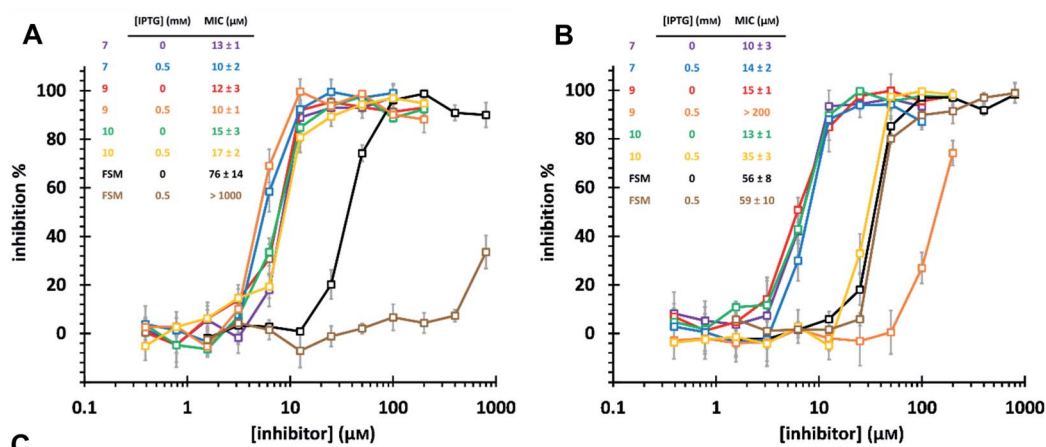 A
[IPTG] (mM) MIC (μM)
7 0 13 ± 1
7 0.5 10 ± 2
9 0 12 ± 3
9 0.5 10 ± 1
10 0 15 ± 3
10 0.5 17 ± 2
FSM 0 76 ± 14
FSM 0.5 > 1000
100
80
60
40
20
0
inhibition %
0.1 1 10 100 1000
[inhibitor] (μM)
B
[IPTG] (mM) MIC (μM)
7 0 10 ± 3
7 0.5 14 ± 2
9 0 15 ± 1
9 0.5 > 200
10 0 13 ± 1
10 0.5 35 ± 3
FSM 0 56 ± 8
FSM 0.5 59 ± 10
100
80
60
40
20
0
inhibition %
0.1 1 10 100 1000
[inhibitor] (μM)